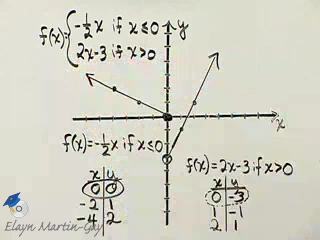 f(x)= { -1/2x if x≤0
2x-3 if x>0
y
x
f(x)=-1/2x if x≤0
x y
0 0
-2 1
-4 2
f(x)=2x-3 if x>0
x y
0 -3
1 -1
2 1
Elayn Martin-Gay